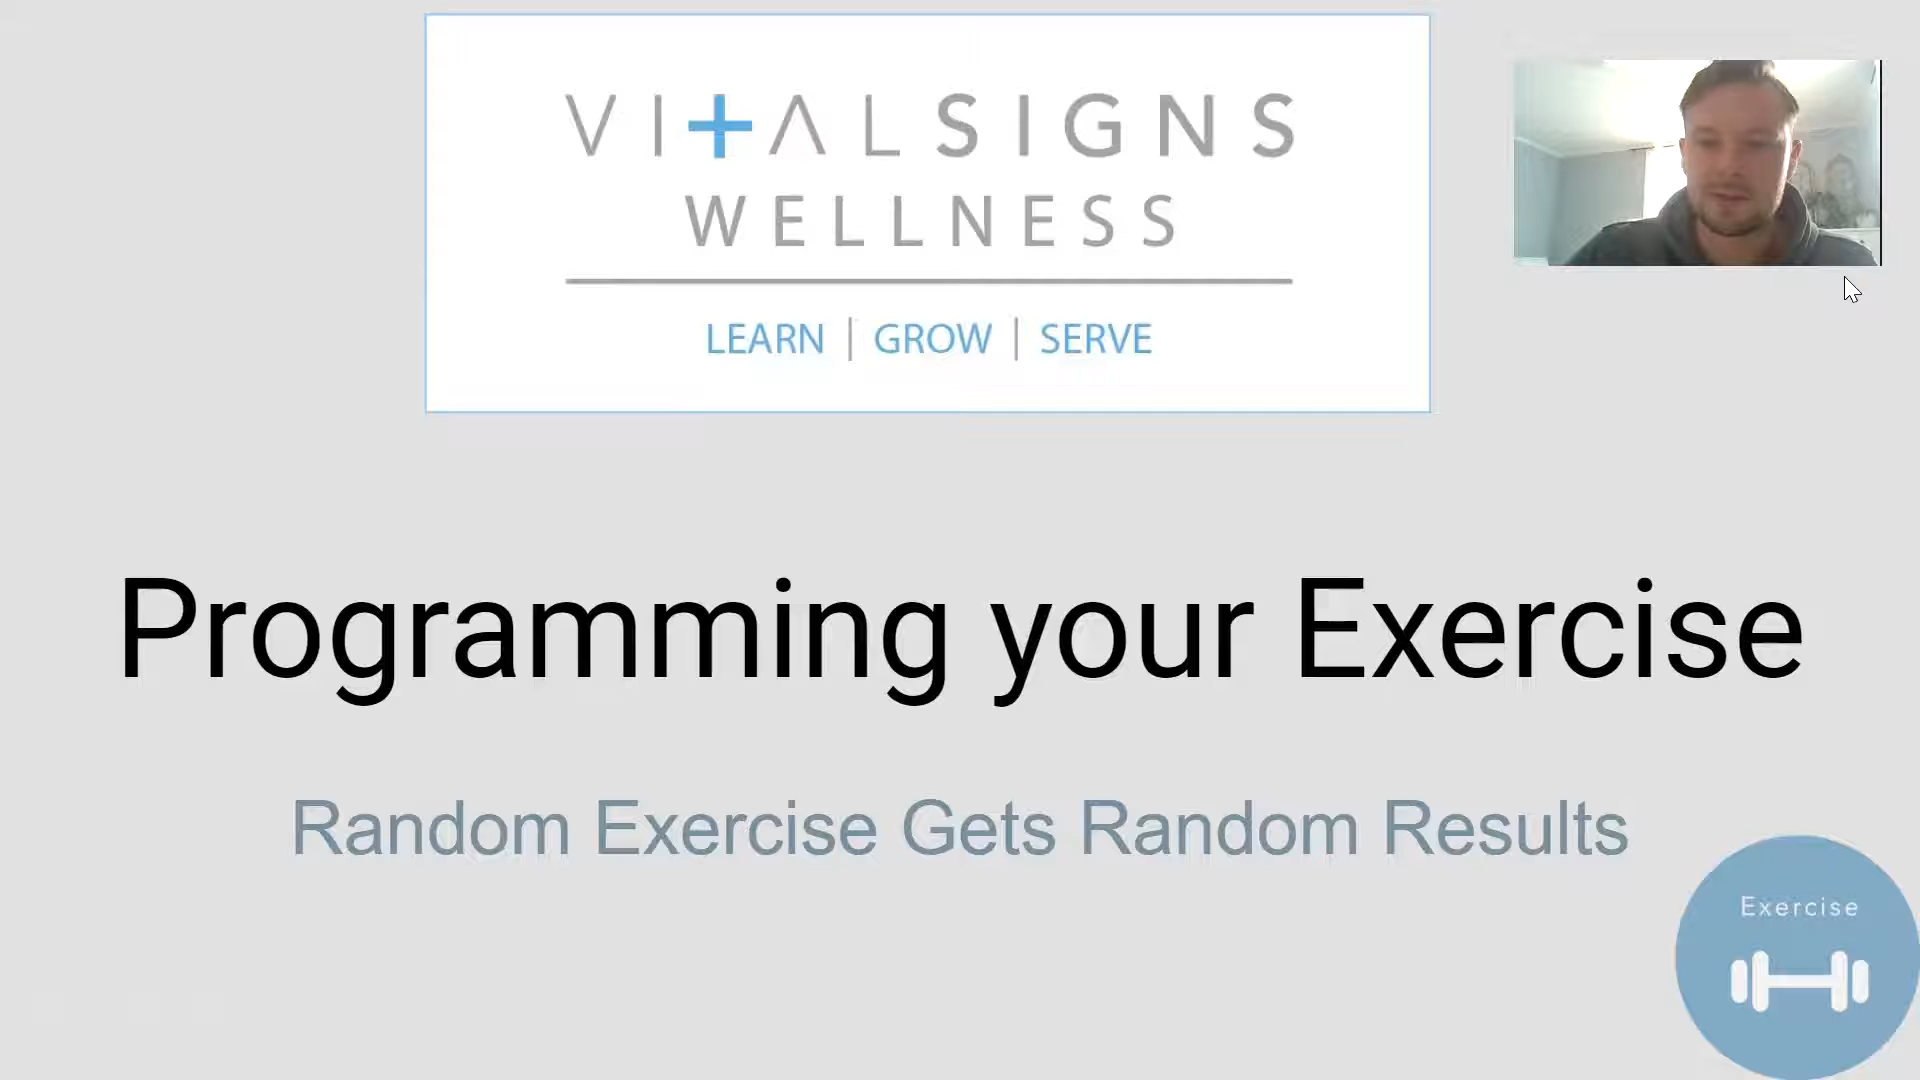 VITALSIGNS
WELLNESS
LEARN | GROW | SERVE
Programming your Exercise
Random Exercise Gets Random Results
Exercise